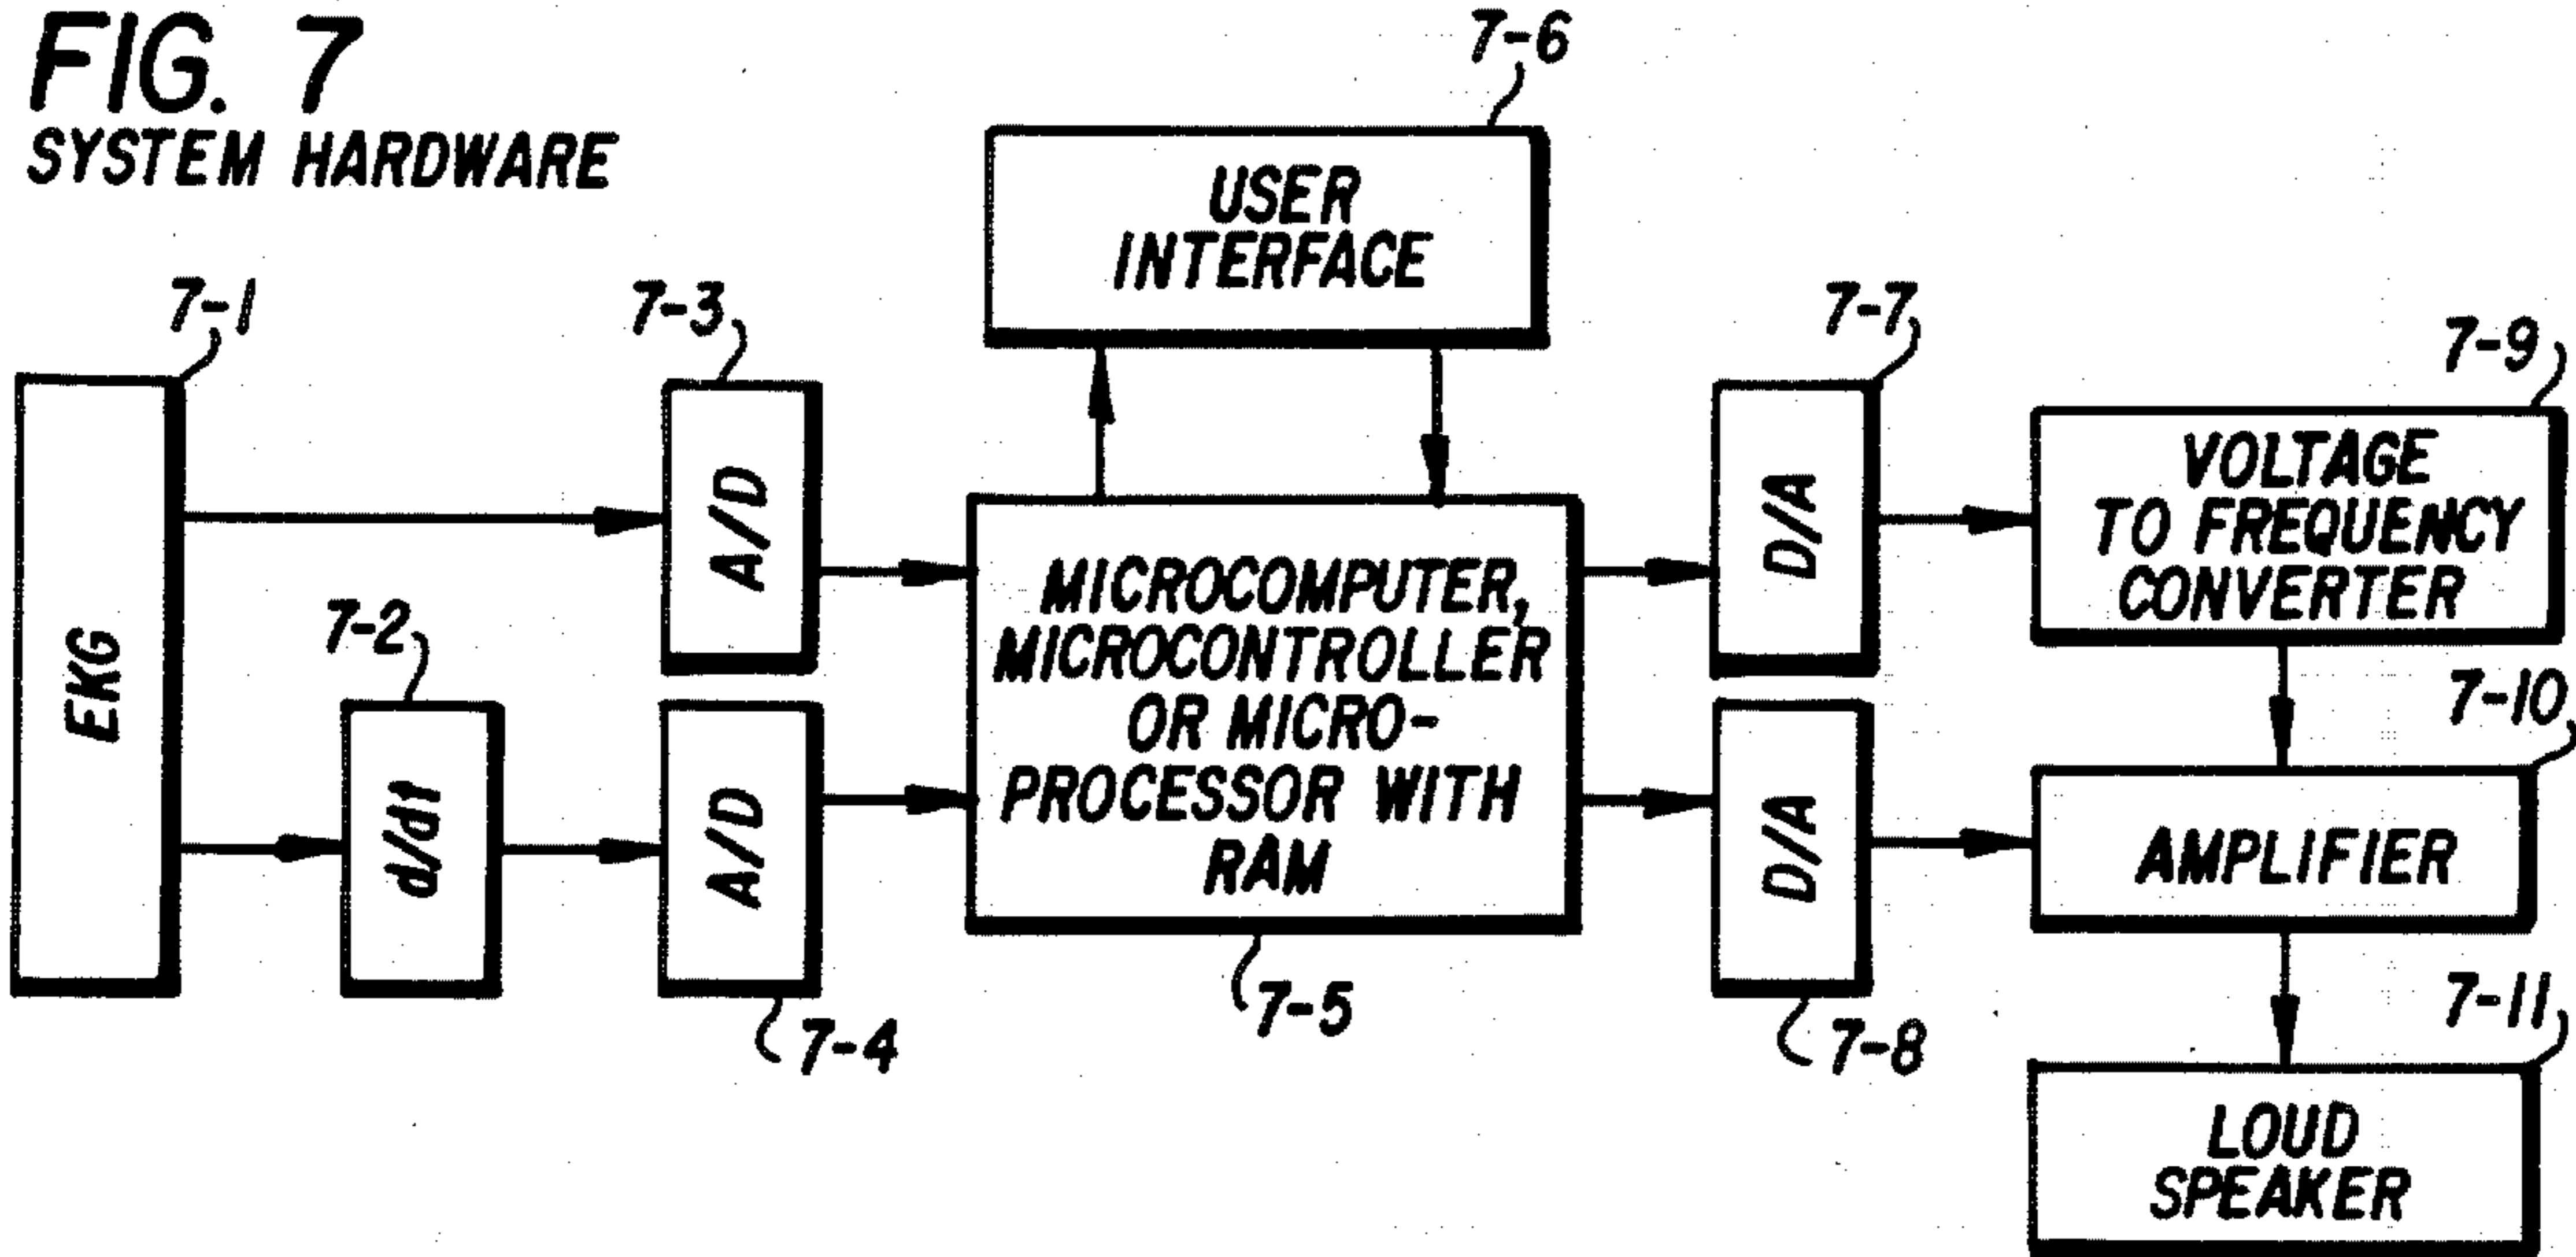 FIG. 7
SYSTEM HARDWARE
7-6
USER
INTERFACE
7-1
7-3
7-7
7-9
EKG
7-2
d/dt
A/D
A/D
7-4
MICROCOMPUTER,
MICROCONTROLLER
OR MICRO-
PROCESSOR WITH
RAM
7-5
D/A
D/A
7-8
VOLTAGE
TO FREQUENCY
CONVERTER
7-10
AMPLIFIER
7-11
LOUD
SPEAKER